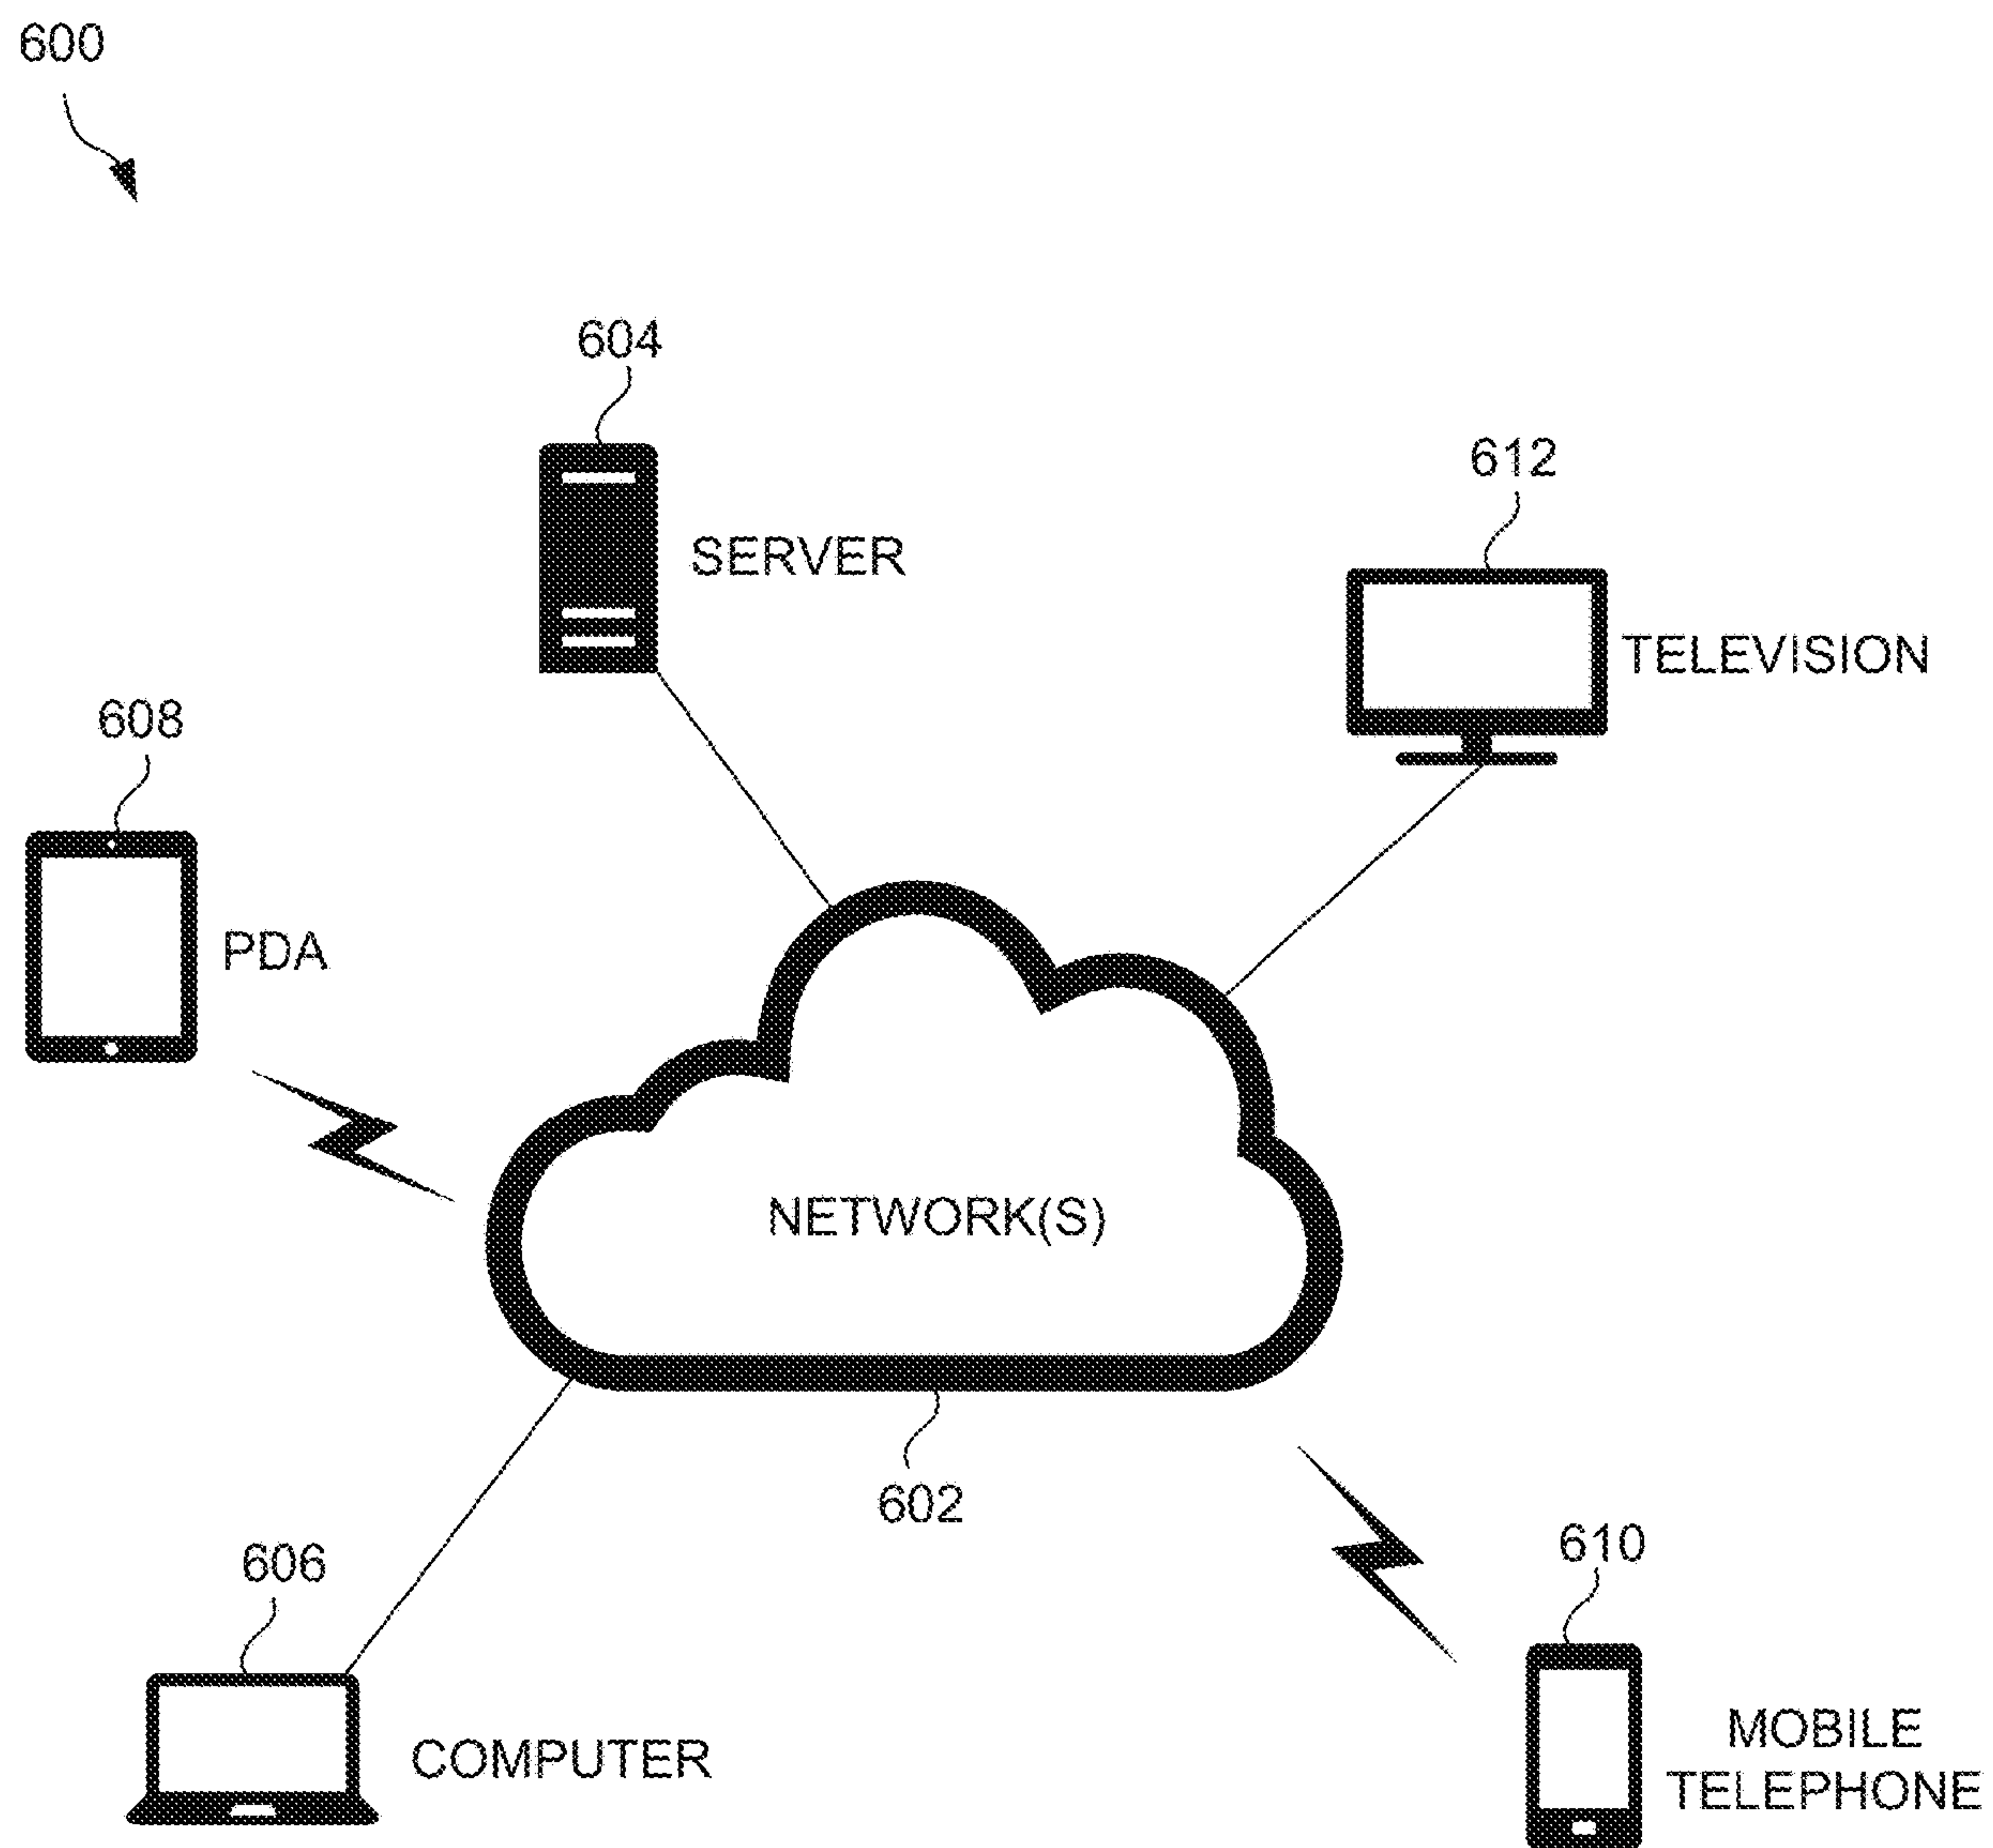 600
604
SERVER
612
TELEVISION
608
PDA
NETWORK(S)
602
606
COMPUTER
610
MOBILE
TELEPHONE